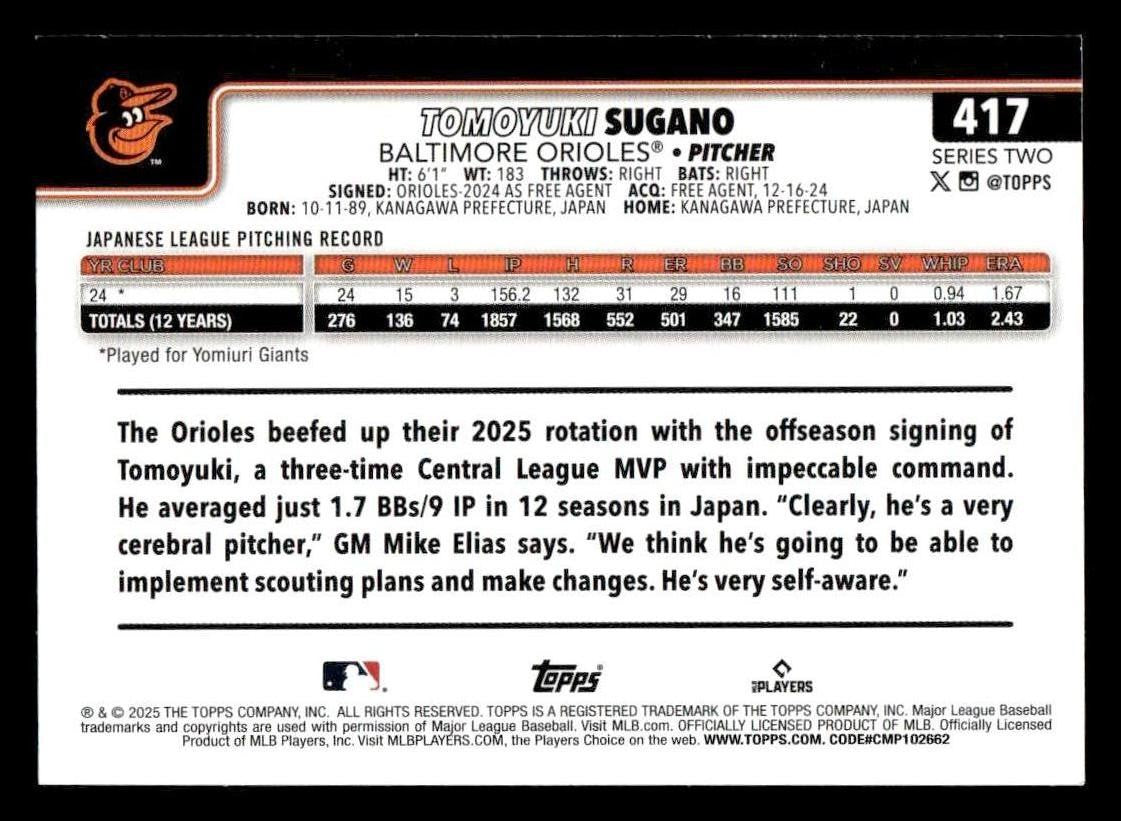 TOMOYUKI SUGANO
417
BALTIMORE ORIOLES® • PITCHER
SERIES TWO
HT: 6'1" WT: 183 THROWS: RIGHT BATS: RIGHT
X @TOPPS
SIGNED: ORIOLES-2024 AS FREE AGENT ACQ: FREE AGENT, 12-16-24
BORN: 10-11-89, KANAGAWA PREFECTURE, JAPAN HOME: KANAGAWA PREFECTURE, JAPAN
TM
JAPANESE LEAGUE PITCHING RECORD
YR CLUB G W L IP H R ER BB SO SHO SV WHIP ERA
24 * 24 15 3 156.2 132 31 29 16 111 1 0 0.94 1.67
TOTALS (12 YEARS) 276 136 74 1857 1568 552 501 347 1585 22 0 1.03 2.43
*Played for Yomiuri Giants
The Orioles beefed up their 2025 rotation with the offseason signing of
Tomoyuki, a three-time Central League MVP with impeccable command.
He averaged just 1.7 BBs/9 IP in 12 seasons in Japan. “Clearly, he's a very
cerebral pitcher,” GM Mike Elias says. “We think he's going to be able to
implement scouting plans and make changes. He's very self-aware.”
Topps®
MLB PLAYERS
® & © 2025 THE TOPPS COMPANY, INC. ALL RIGHTS RESERVED. TOPPS IS A REGISTERED TRADEMARK OF THE TOPPS COMPANY, INC. Major League Baseball
trademarks and copyrights are used with permission of Major League Baseball. Visit MLB.com. OFFICIALLY LICENSED PRODUCT OF MLB. Officially Licensed
Product of MLB Players, Inc. Visit MLBPLAYERS.COM, the Players Choice on the web. WWW.TOPPS.COM. CODE#CMP102662